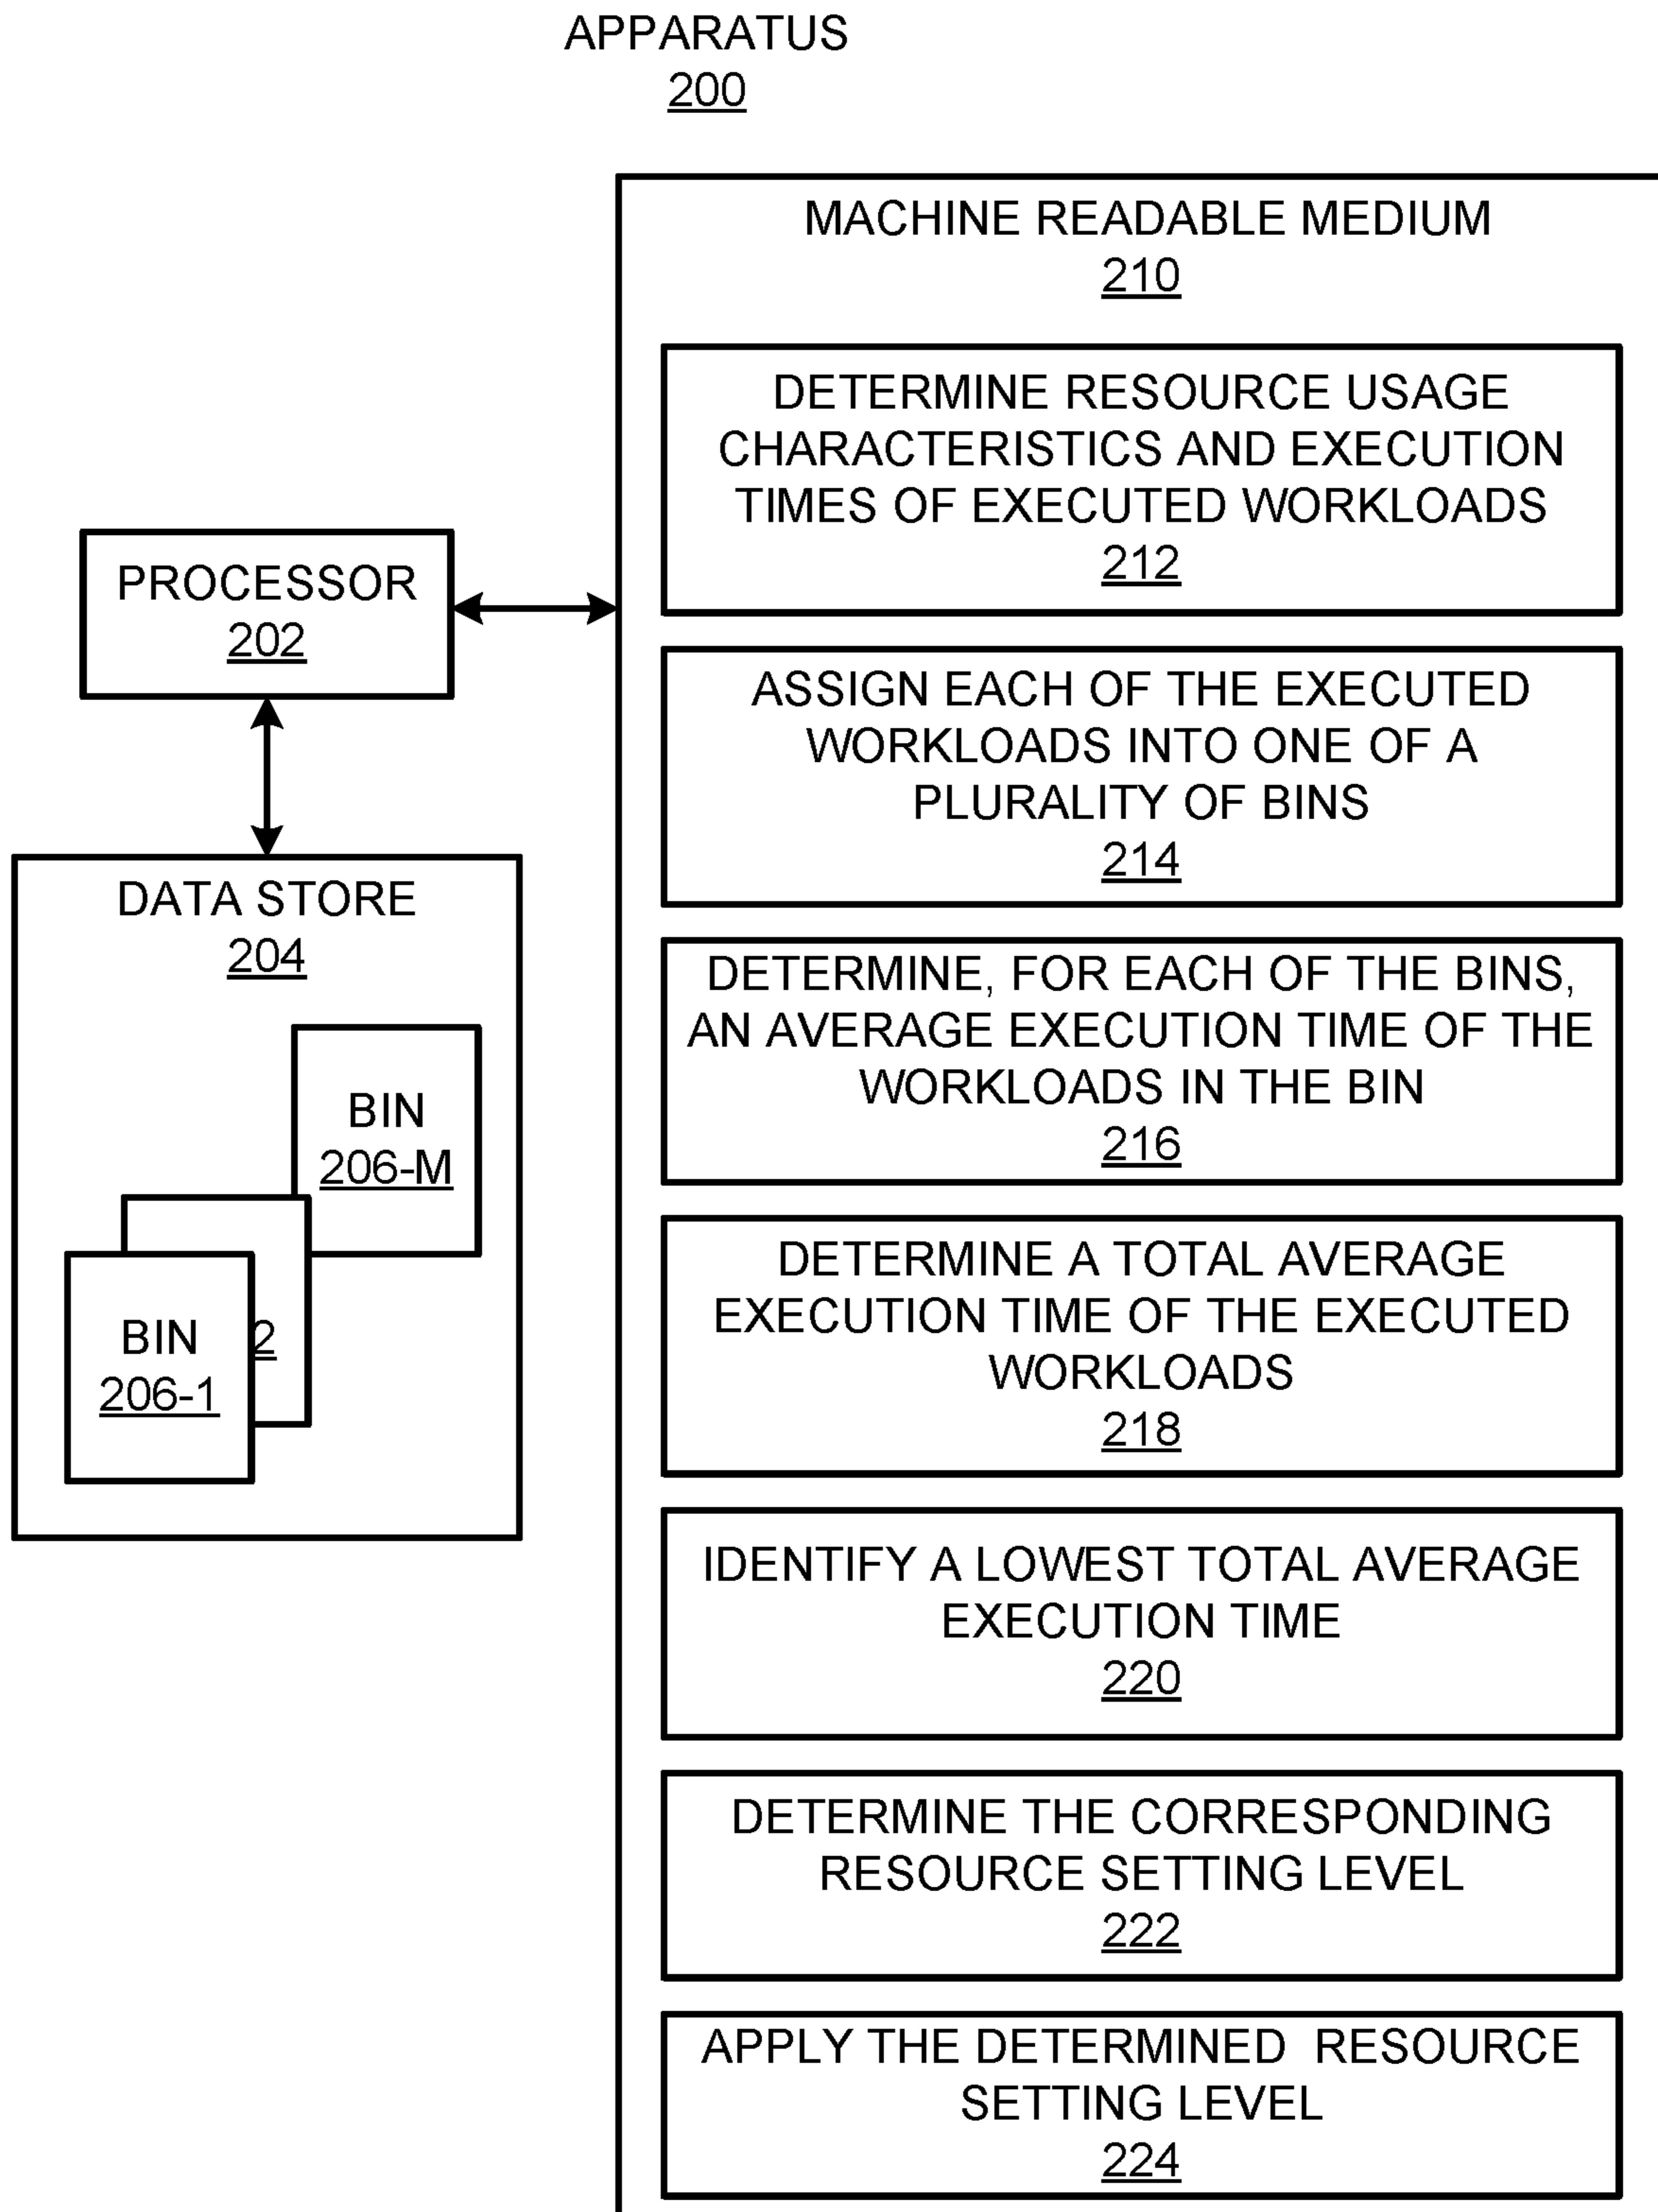 APPARATUS
200
MACHINE READABLE MEDIUM
210
DETERMINE RESOURCE USAGE
CHARACTERISTICS AND EXECUTION
TIMES OF EXECUTED WORKLOADS
212
PROCESSOR
202
ASSIGN EACH OF THE EXECUTED
WORKLOADS INTO ONE OF A
PLURALITY OF BINS
214
DATA STORE
204
BIN
206-M
2
BIN
206-1
DETERMINE, FOR EACH OF THE BINS,
AN AVERAGE EXECUTION TIME OF THE
WORKLOADS IN THE BIN
216
DETERMINE A TOTAL AVERAGE
EXECUTION TIME OF THE EXECUTED
WORKLOADS
218
IDENTIFY A LOWEST TOTAL AVERAGE
EXECUTION TIME
220
DETERMINE THE CORRESPONDING
RESOURCE SETTING LEVEL
222
APPLY THE DETERMINED RESOURCE
SETTING LEVEL
224